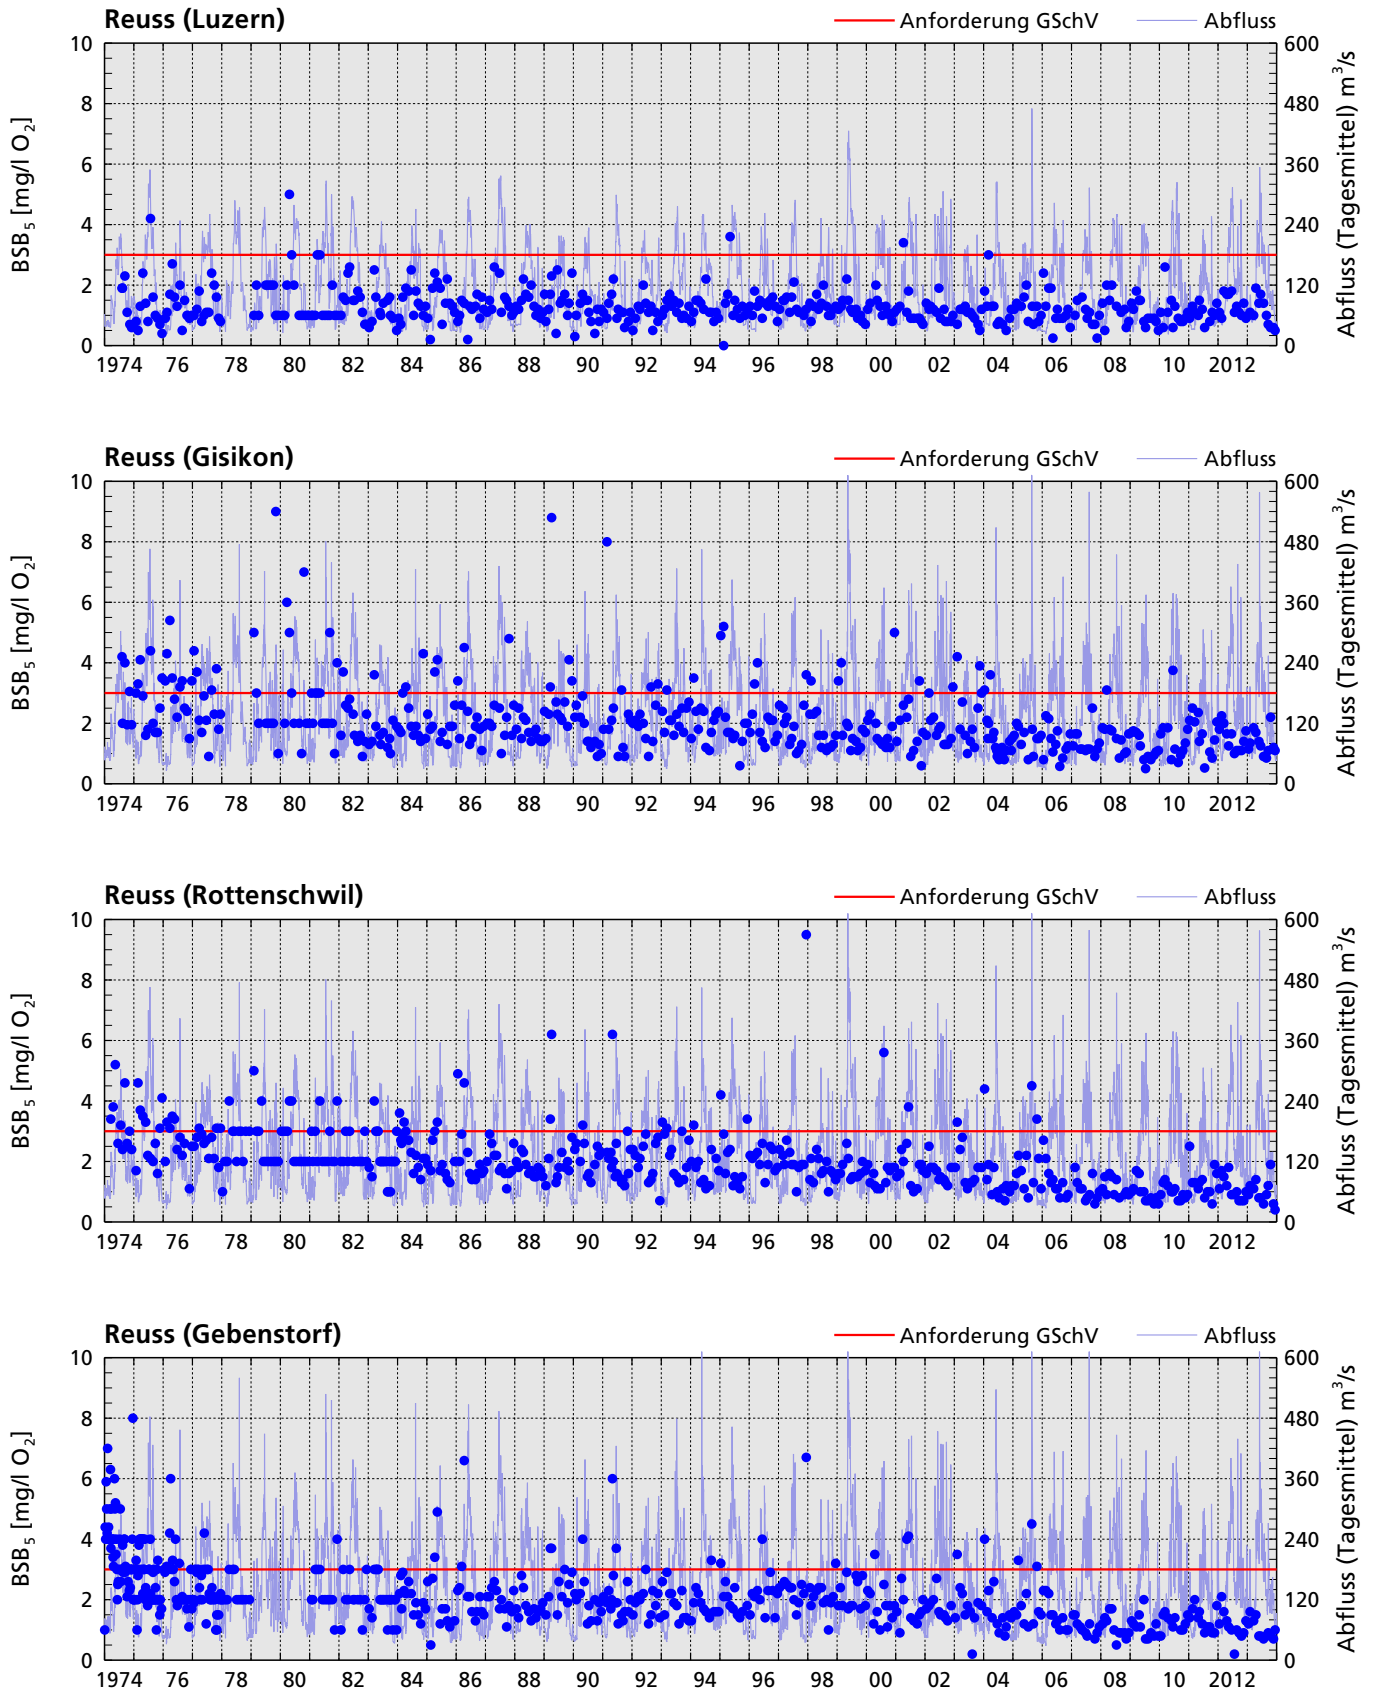 Reuss (Luzern)
Anforderung GSchV
Abfluss
BSB5 [mg/l O2]
10
8
6
4
2
0
600
480
360
240
120
0
Abfluss (Tagesmittel) m3/s
1974 76 78 80 82 84 86 88 90 92 94 96 98 00 02 04 06 08 10 2012
Reuss (Gisikon)
Anforderung GSchV
Abfluss
BSB5 [mg/l O2]
10
8
6
4
2
0
600
480
360
240
120
0
Abfluss (Tagesmittel) m3/s
1974 76 78 80 82 84 86 88 90 92 94 96 98 00 02 04 06 08 10 2012
Reuss (Rottenschwil)
Anforderung GSchV
Abfluss
BSB5 [mg/l O2]
10
8
6
4
2
0
600
480
360
240
120
0
Abfluss (Tagesmittel) m3/s
1974 76 78 80 82 84 86 88 90 92 94 96 98 00 02 04 06 08 10 2012
Reuss (Gebenstorf)
Anforderung GSchV
Abfluss
BSB5 [mg/l O2]
10
8
6
4
2
0
600
480
360
240
120
0
Abfluss (Tagesmittel) m3/s
1974 76 78 80 82 84 86 88 90 92 94 96 98 00 02 04 06 08 10 2012